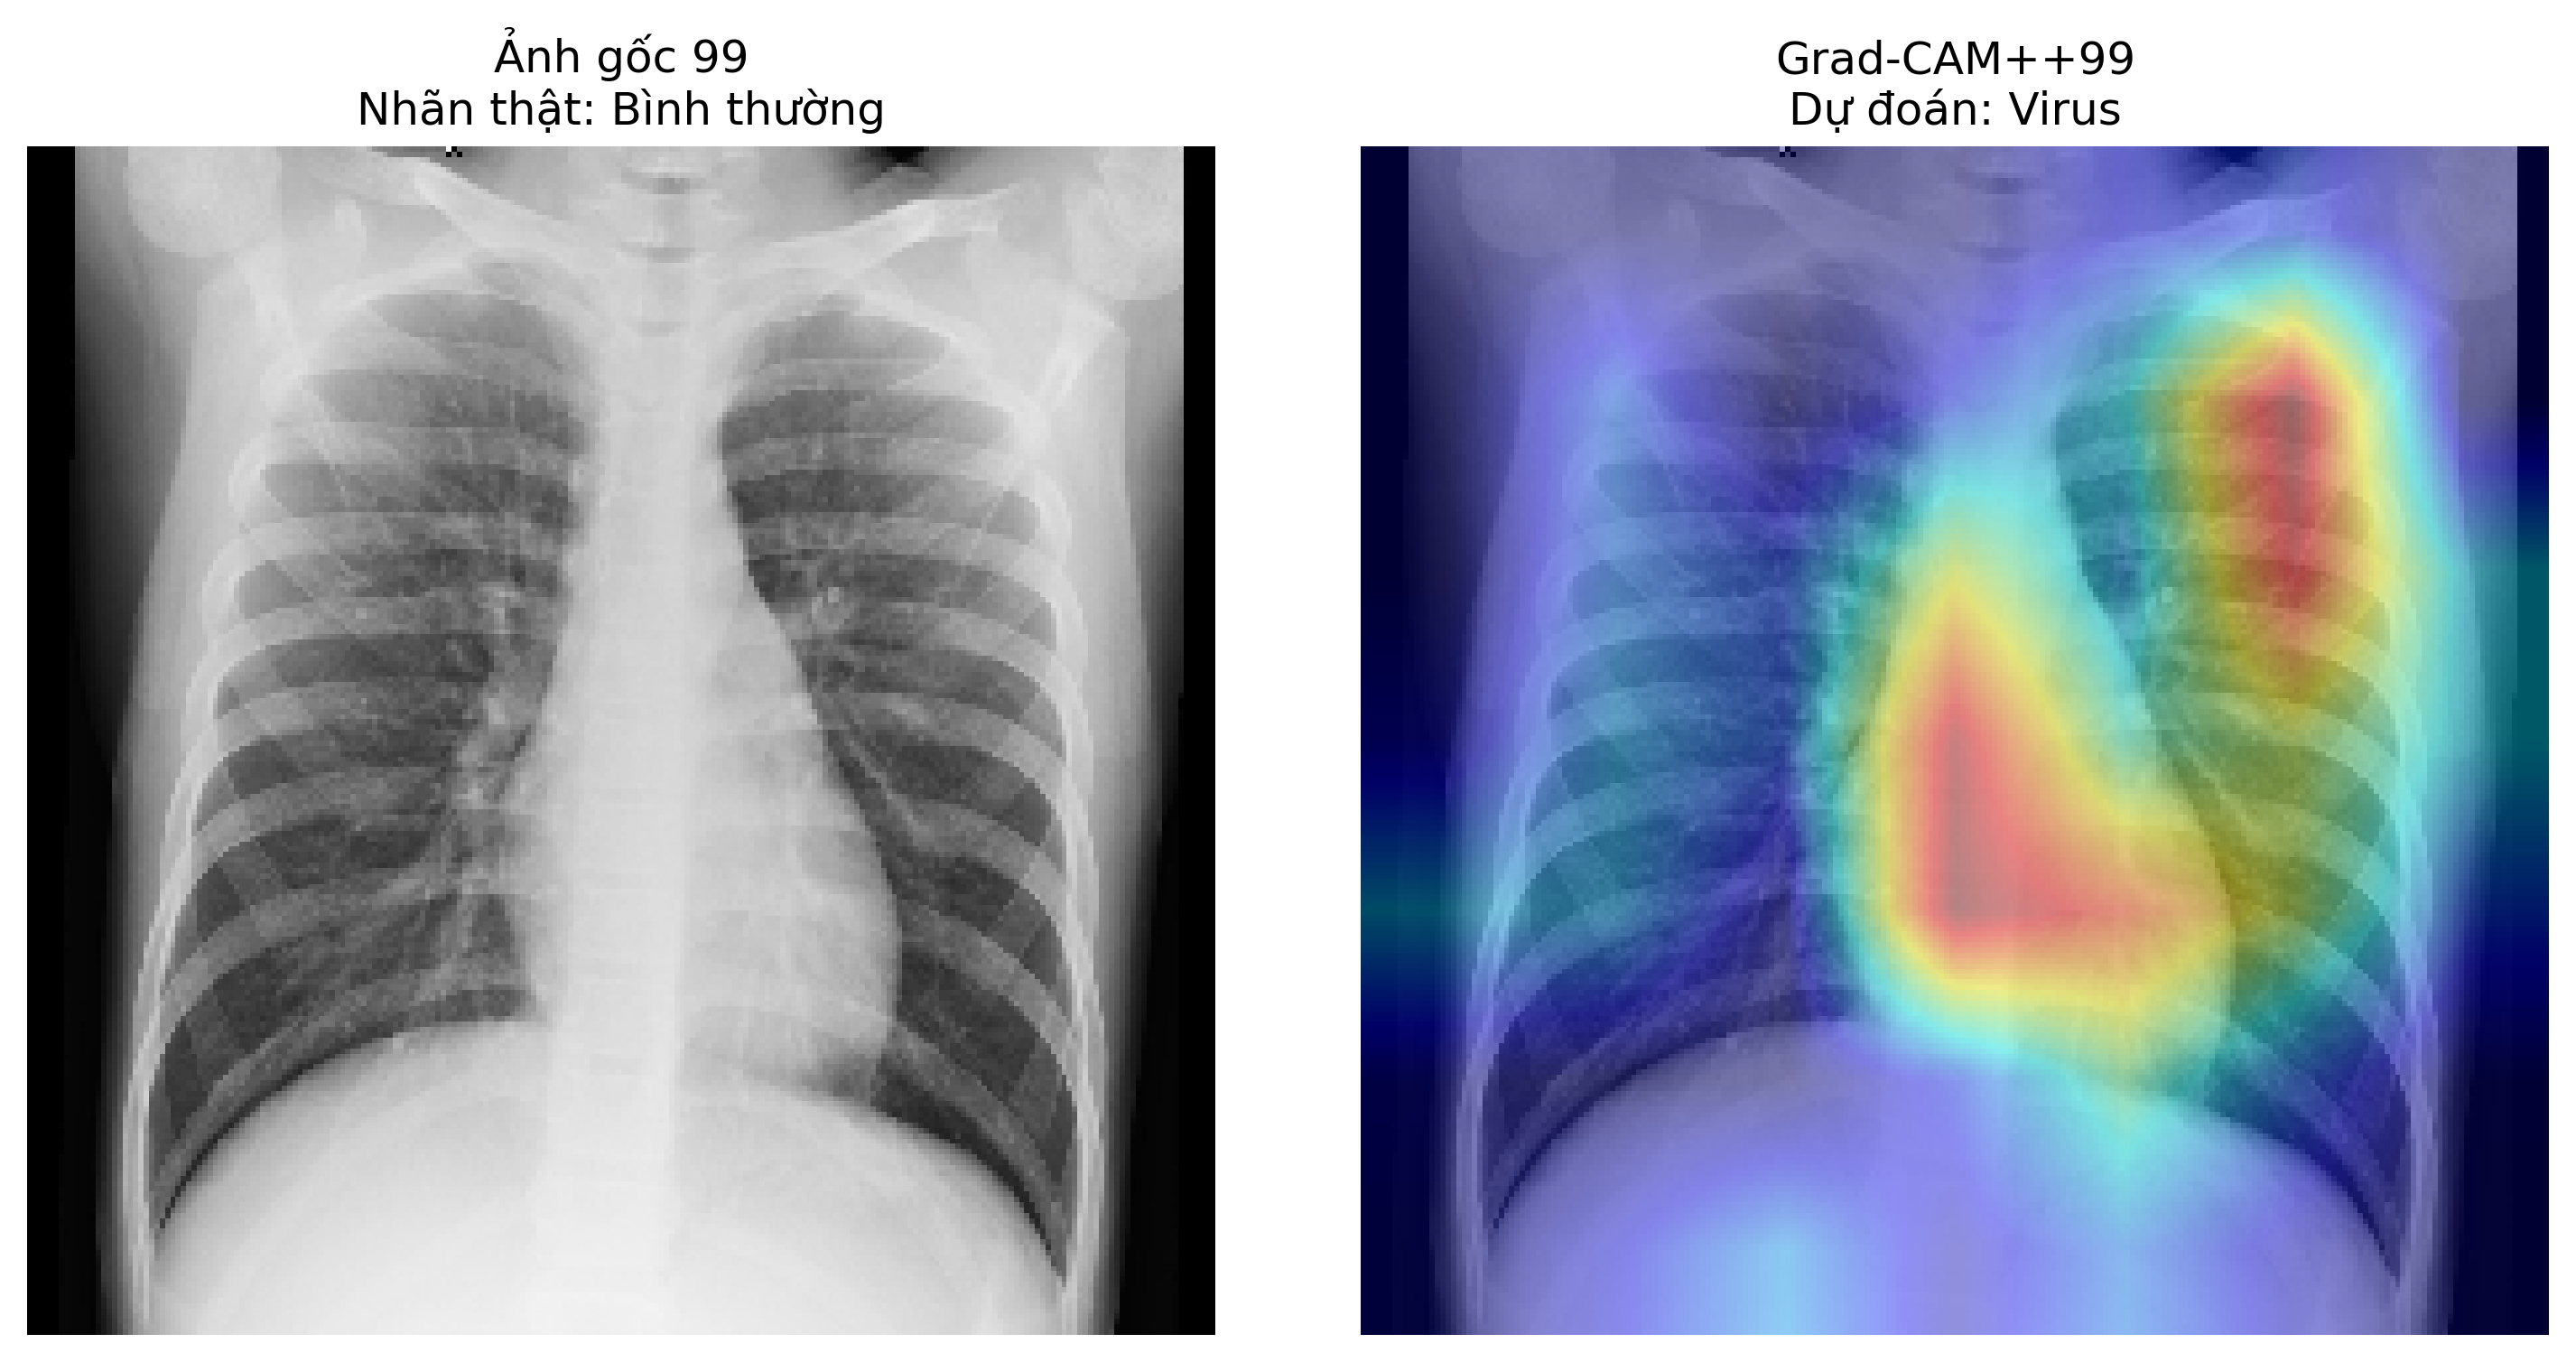 Ảnh gốc 99
Nhãn thật: Bình thường
Grad-CAM++99
Dự đoán: Virus